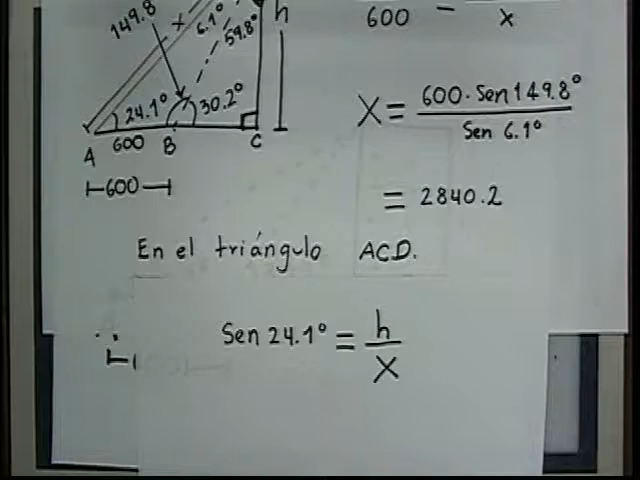 149.8
x
6.1°
59.8°
h
24.1°
30.2°
A 600 B C
600
600 = x
X = 600 · Sen 149.8° / Sen 6.1°
= 2840.2
En el triángulo ACD.
∴ Sen 24.1° = h / X